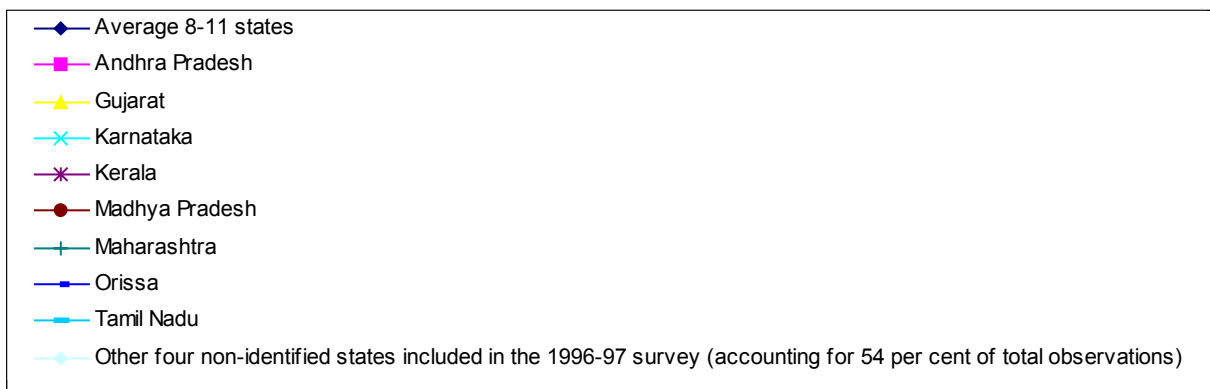 Average 8-11 states
Andhra Pradesh
Gujarat
Karnataka
Kerala
Madhya Pradesh
Maharashtra
Orissa
Tamil Nadu
Other four non-identified states included in the 1996-97 survey (accounting for 54 per cent of total observations)